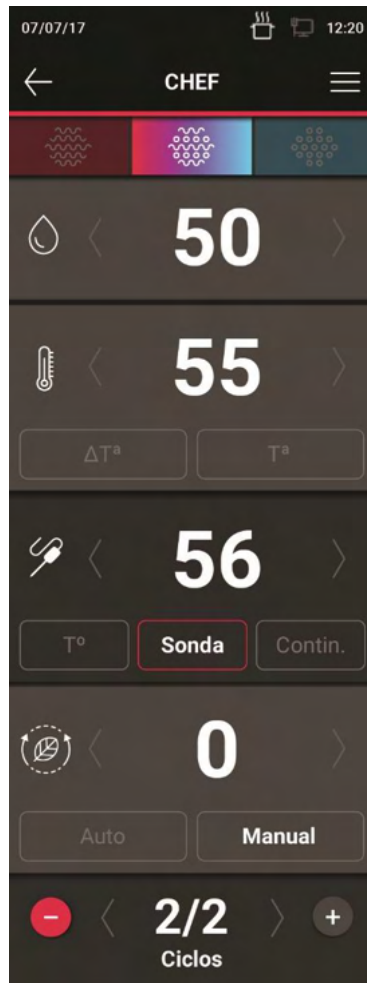 07/07/17 12:20
CHEF
50
55
ΔTª Tª
56
Tº Sonda Contin.
0
Auto Manual
2/2
Ciclos